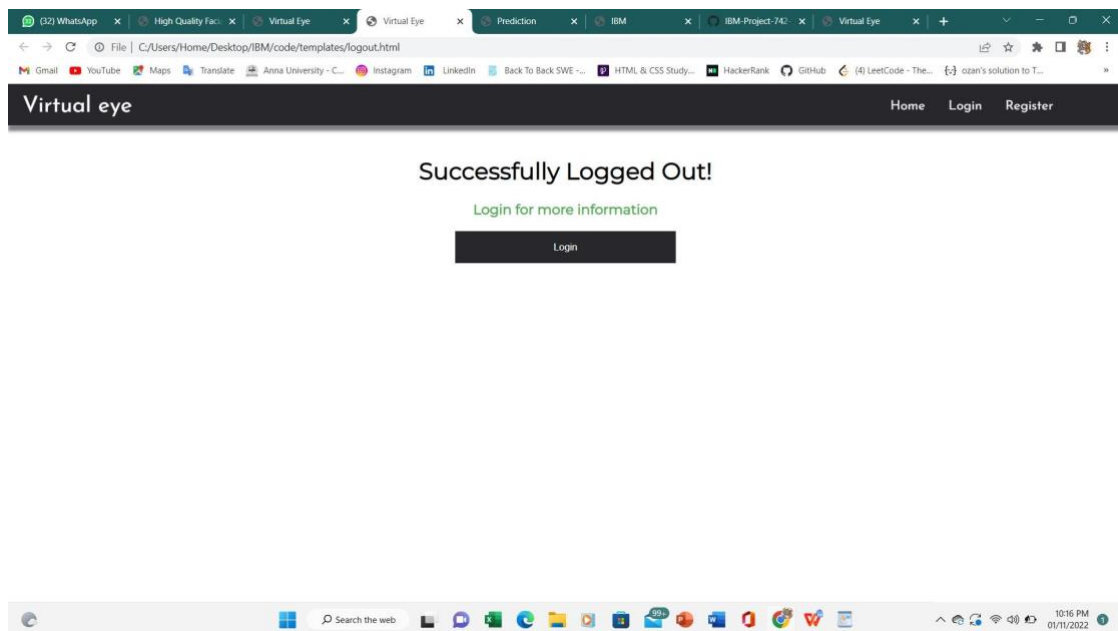 (32) WhatsApp
High Quality Faci
Virtual Eye
Virtual Eye
Prediction
IBM
IBM-Project-742
Virtual Eye
File | C:/Users/Home/Desktop/IBM/code/templates/logout.html
Gmail YouTube Maps Translate Anna University - C... Instagram LinkedIn Back To Back SWE -... HTML & CSS Study... HackerRank GitHub (4) LeetCode - The... ozan's solution to T... »
Virtual eye Home Login Register
Successfully Logged Out!
Login for more information
Login
Search the web
99+
10:16 PM
01/11/2022